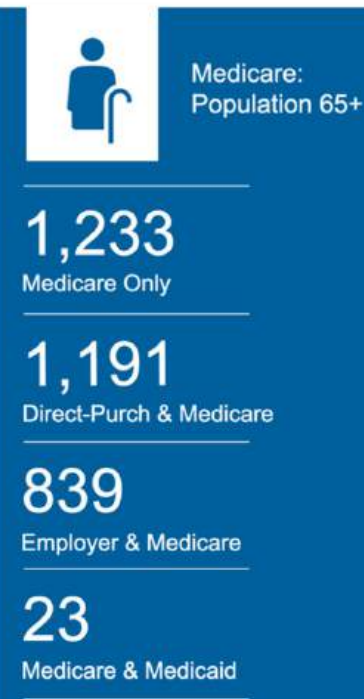 Medicare:
Population 65+
1,233
Medicare Only
1,191
Direct-Purch & Medicare
839
Employer & Medicare
23
Medicare & Medicaid